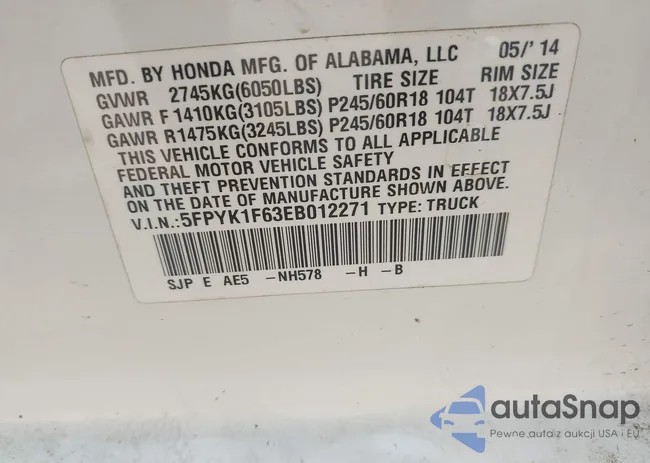 MFD. BY HONDA MFG. OF ALABAMA, LLC 05/'14
GVWR 2745KG(6050LBS) TIRE SIZE RIM SIZE
GAWR F 1410KG(3105LBS) P245/60R18 104T 18X7.5J
GAWR R1475KG(3245LBS) P245/60R18 104T 18X7.5J
THIS VEHICLE CONFORMS TO ALL APPLICABLE
FEDERAL MOTOR VEHICLE SAFETY
AND THEFT PREVENTION STANDARDS IN EFFECT
ON THE DATE OF MANUFACTURE SHOWN ABOVE.
V.I.N.:5FPYK1F63EB012271 TYPE: TRUCK
SJP E AE5 -NH578 -H -B
autaSnap
Pewne auta z aukcji USA i EU